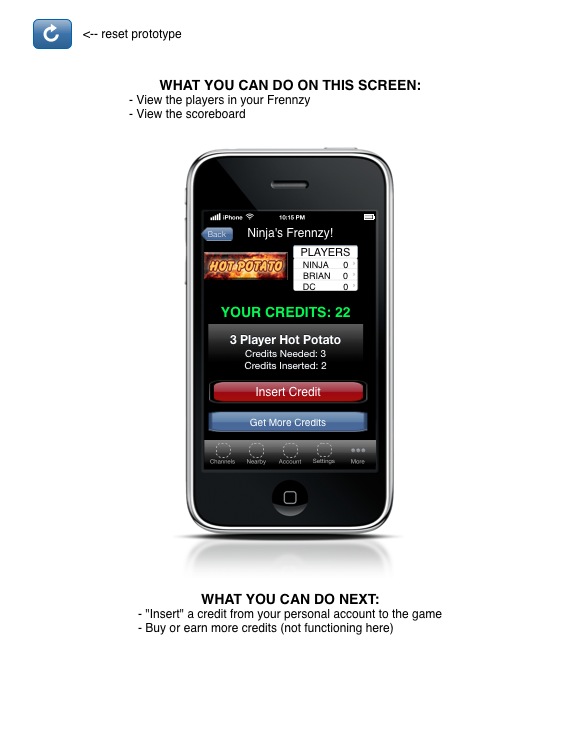 <-- reset prototype
WHAT YOU CAN DO ON THIS SCREEN:
- View the players in your Frennzy
- View the scoreboard
iPhone 10:15 PM
Back Ninja's Frennzy!
HOT POTATO
PLAYERS
NINJA 0
BRIAN 0
DC 0
YOUR CREDITS: 22
3 Player Hot Potato
Credits Needed: 3
Credits Inserted: 2
Insert Credit
Get More Credits
Channels Nearby Account Settings More
WHAT YOU CAN DO NEXT:
- "Insert" a credit from your personal account to the game
- Buy or earn more credits (not functioning here)